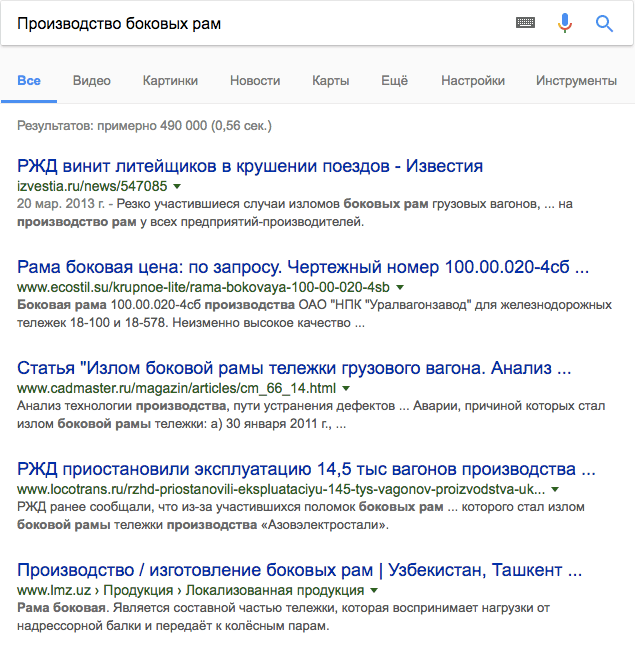 Производство боковых рам
Все Видео Картинки Новости Карты Ещё Настройки Инструменты
Результатов: примерно 490 000 (0,56 сек.)
РЖД винит литейщиков в крушении поездов - Известия
izvestia.ru/news/547085
20 мар. 2013 г. - Резко участившиеся случаи изломов боковых рам грузовых вагонов, ... на
производство рам у всех предприятий-производителей.
Рама боковая цена: по запросу. Чертежный номер 100.00.020-4сб ...
www.ecostil.su/krupnoe-lite/rama-bokovaya-100-00-020-4sb
Боковая рама 100.00.020-4сб производства ОАО "НПК "Уралвагонзавод" для железнодорожных
тележек 18-100 и 18-578. Неизменно высокое качество ...
Статья "Излом боковой рамы тележки грузового вагона. Анализ ...
www.cadmaster.ru/magazin/articles/cm_66_14.html
Анализ технологии производства, пути устранения дефектов ... Аварии, причиной которых стал
излом боковой рамы тележки: а) 30 января 2011 г., ...
РЖД приостановили эксплуатацию 14,5 тыс вагонов производства ...
www.locotrans.ru/rzhd-priostanovili-ekspluataciyu-145-tys-vagonov-proizvodstva-uk...
РЖД ранее сообщали, что из-за участившихся поломок боковых рам ... которого стал излом
боковой рамы тележки производства «Азовэлектростали».
Производство / изготовление боковых рам | Узбекистан, Ташкент ...
www.lmz.uz › Продукция › Локализованная продукция
Рама боковая. Является составной частью тележки, которая воспринимает нагрузки от
надрессорной балки и передаёт к колёсным парам.